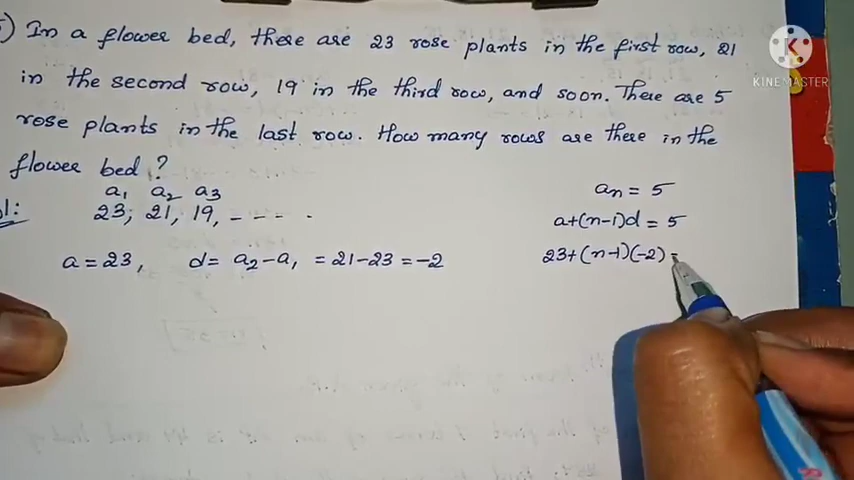 5) In a flower bed, there are 23 rose plants in the first row, 21
in the second row, 19 in the third row, and soon. There are 5
rose plants in the last row. How many rows are there in the
flower bed?
a₁ a₂ a₃
l:
23, 21, 19, - - - - .
a = 23, d = a₂ - a₁ = 21 - 23 = -2
aₙ = 5
a + (n-1)d = 5
23 + (n-1)(-2) =
K
KINEMASTER